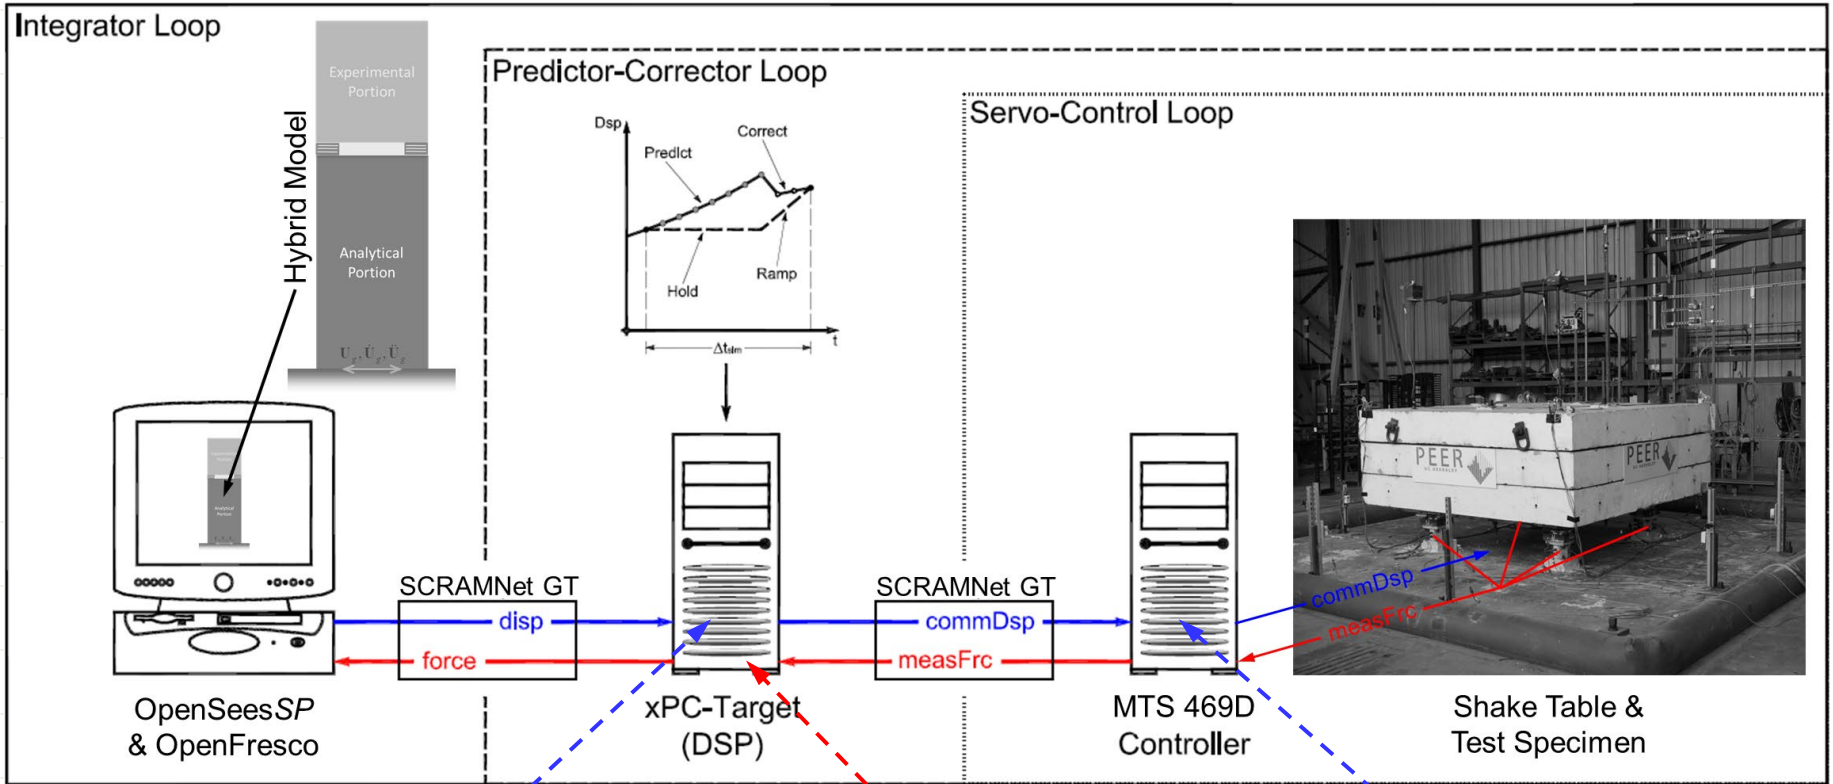 Integrator Loop
Experimental
Portion
Hybrid Model
Analytical
Portion
Predictor-Corrector Loop
Dsp
Predict
Correct
Hold
Ramp
t
Δtsim
Servo-Control Loop
PEER
PEER
SCRAMNet GT
disp
force
SCRAMNet GT
commDsp
measFrc
commDsp
measFrc
OpenSeesSP
& OpenFresco
xPC-Target
(DSP)
MTS 469D
Controller
Shake Table &
Test Specimen